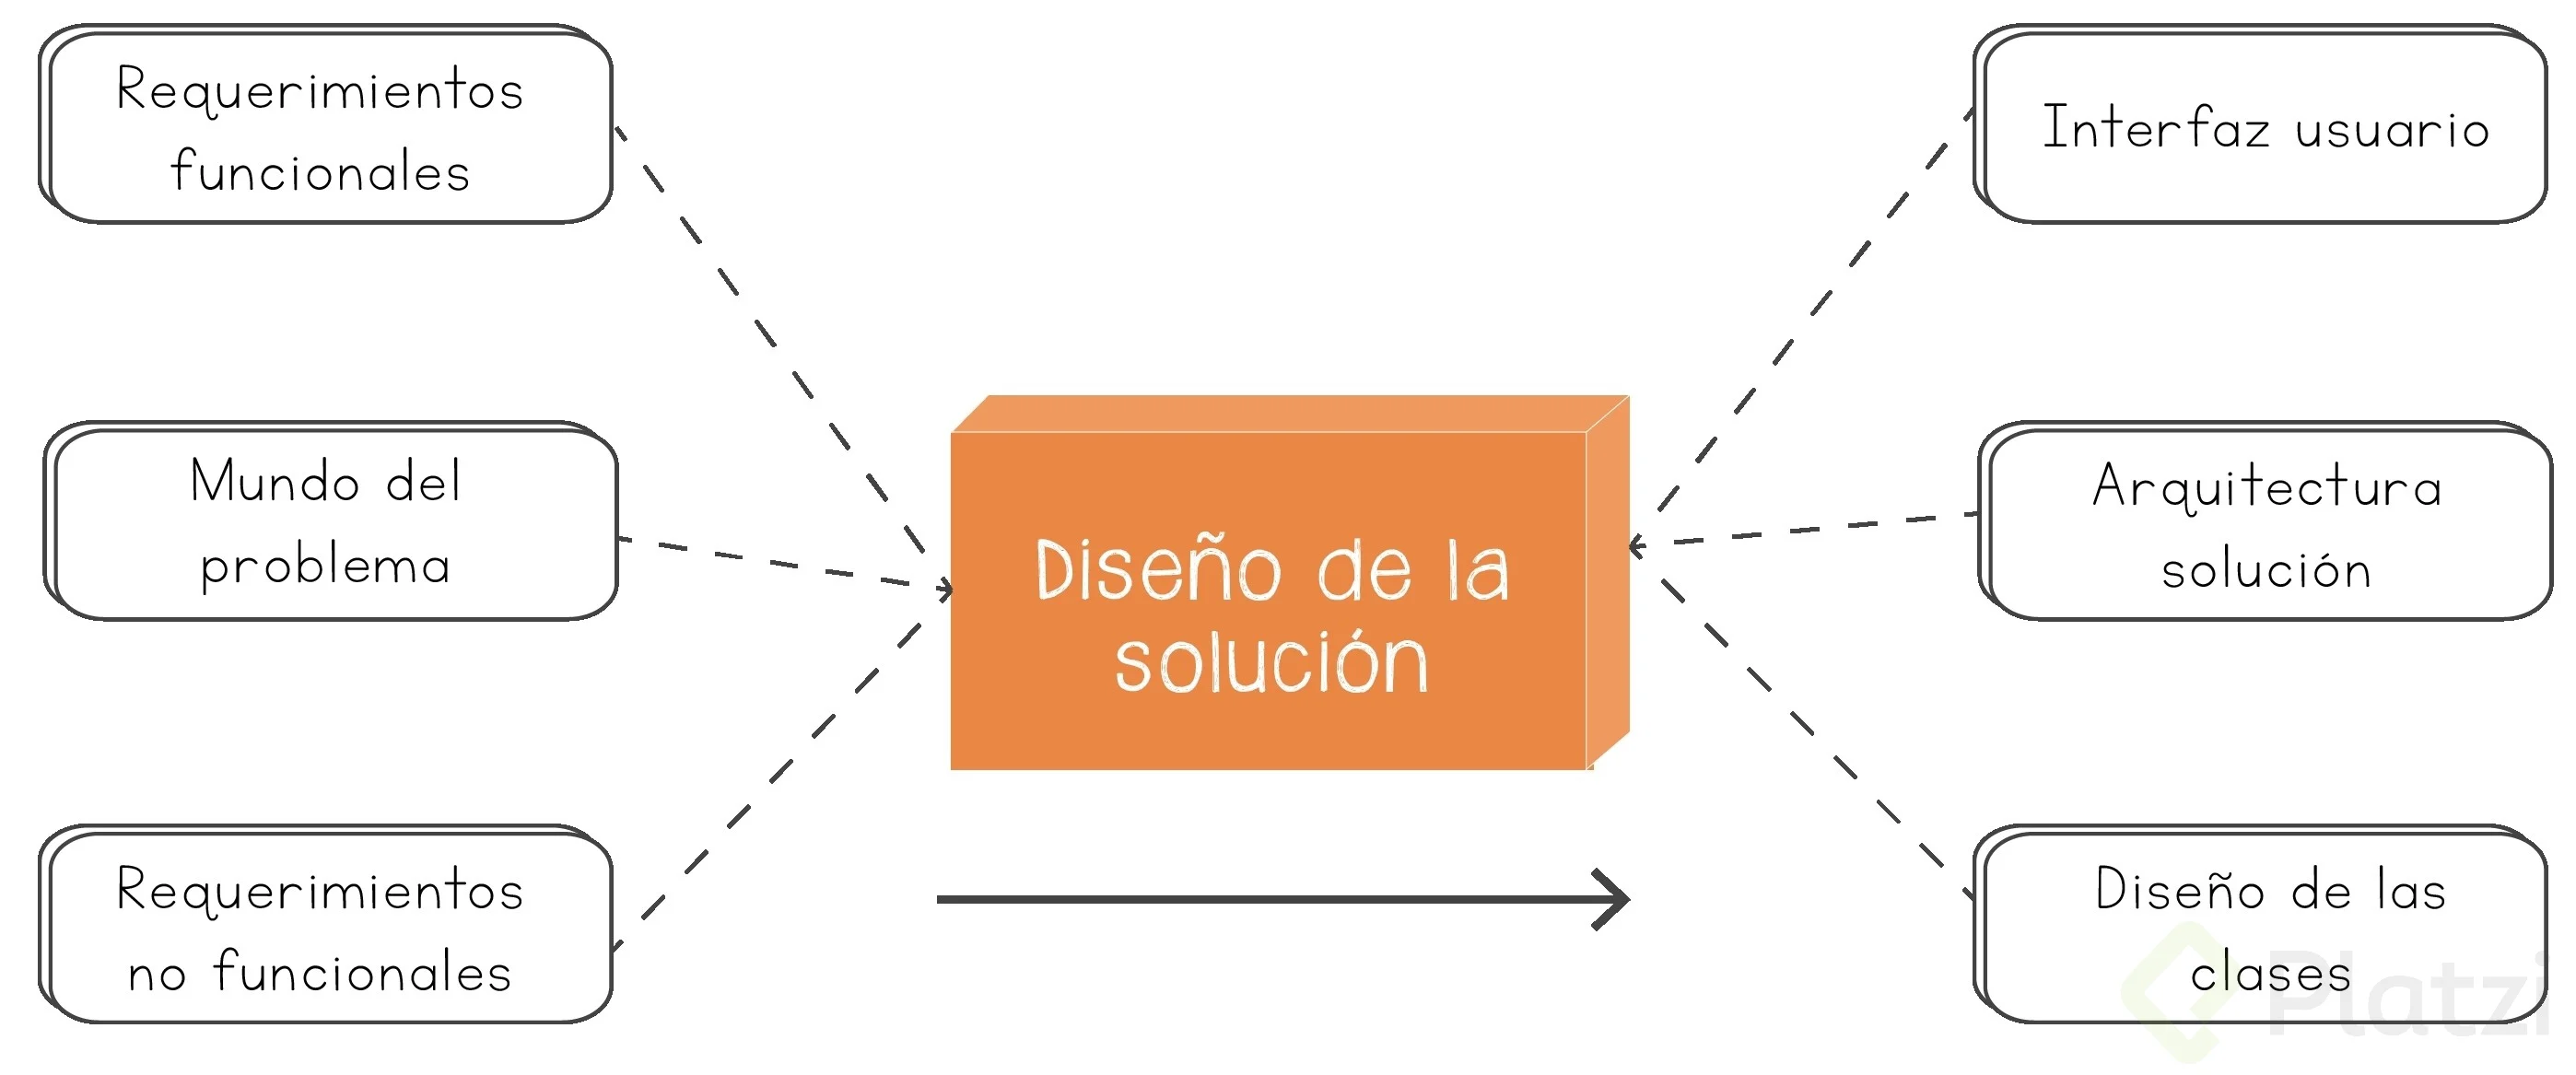 Requerimientos
funcionales
Mundo del
problema
Requerimientos
no funcionales
Diseño de la
solución
Interfaz usuario
Arquitectura
solución
Diseño de las
clases
Platzi